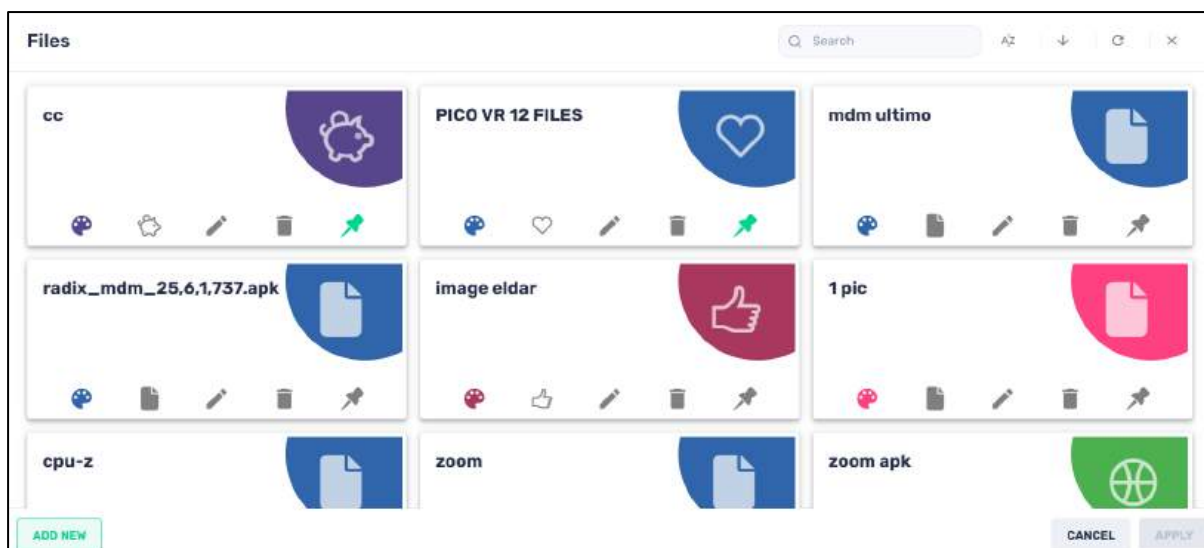 Files
Search
AZ
cc
PICO VR 12 FILES
mdm ultimo
radix_mdm_25,6,1,737.apk
image eldar
1 pic
cpu-z
zoom
zoom apk
ADD NEW
CANCEL
APPLY